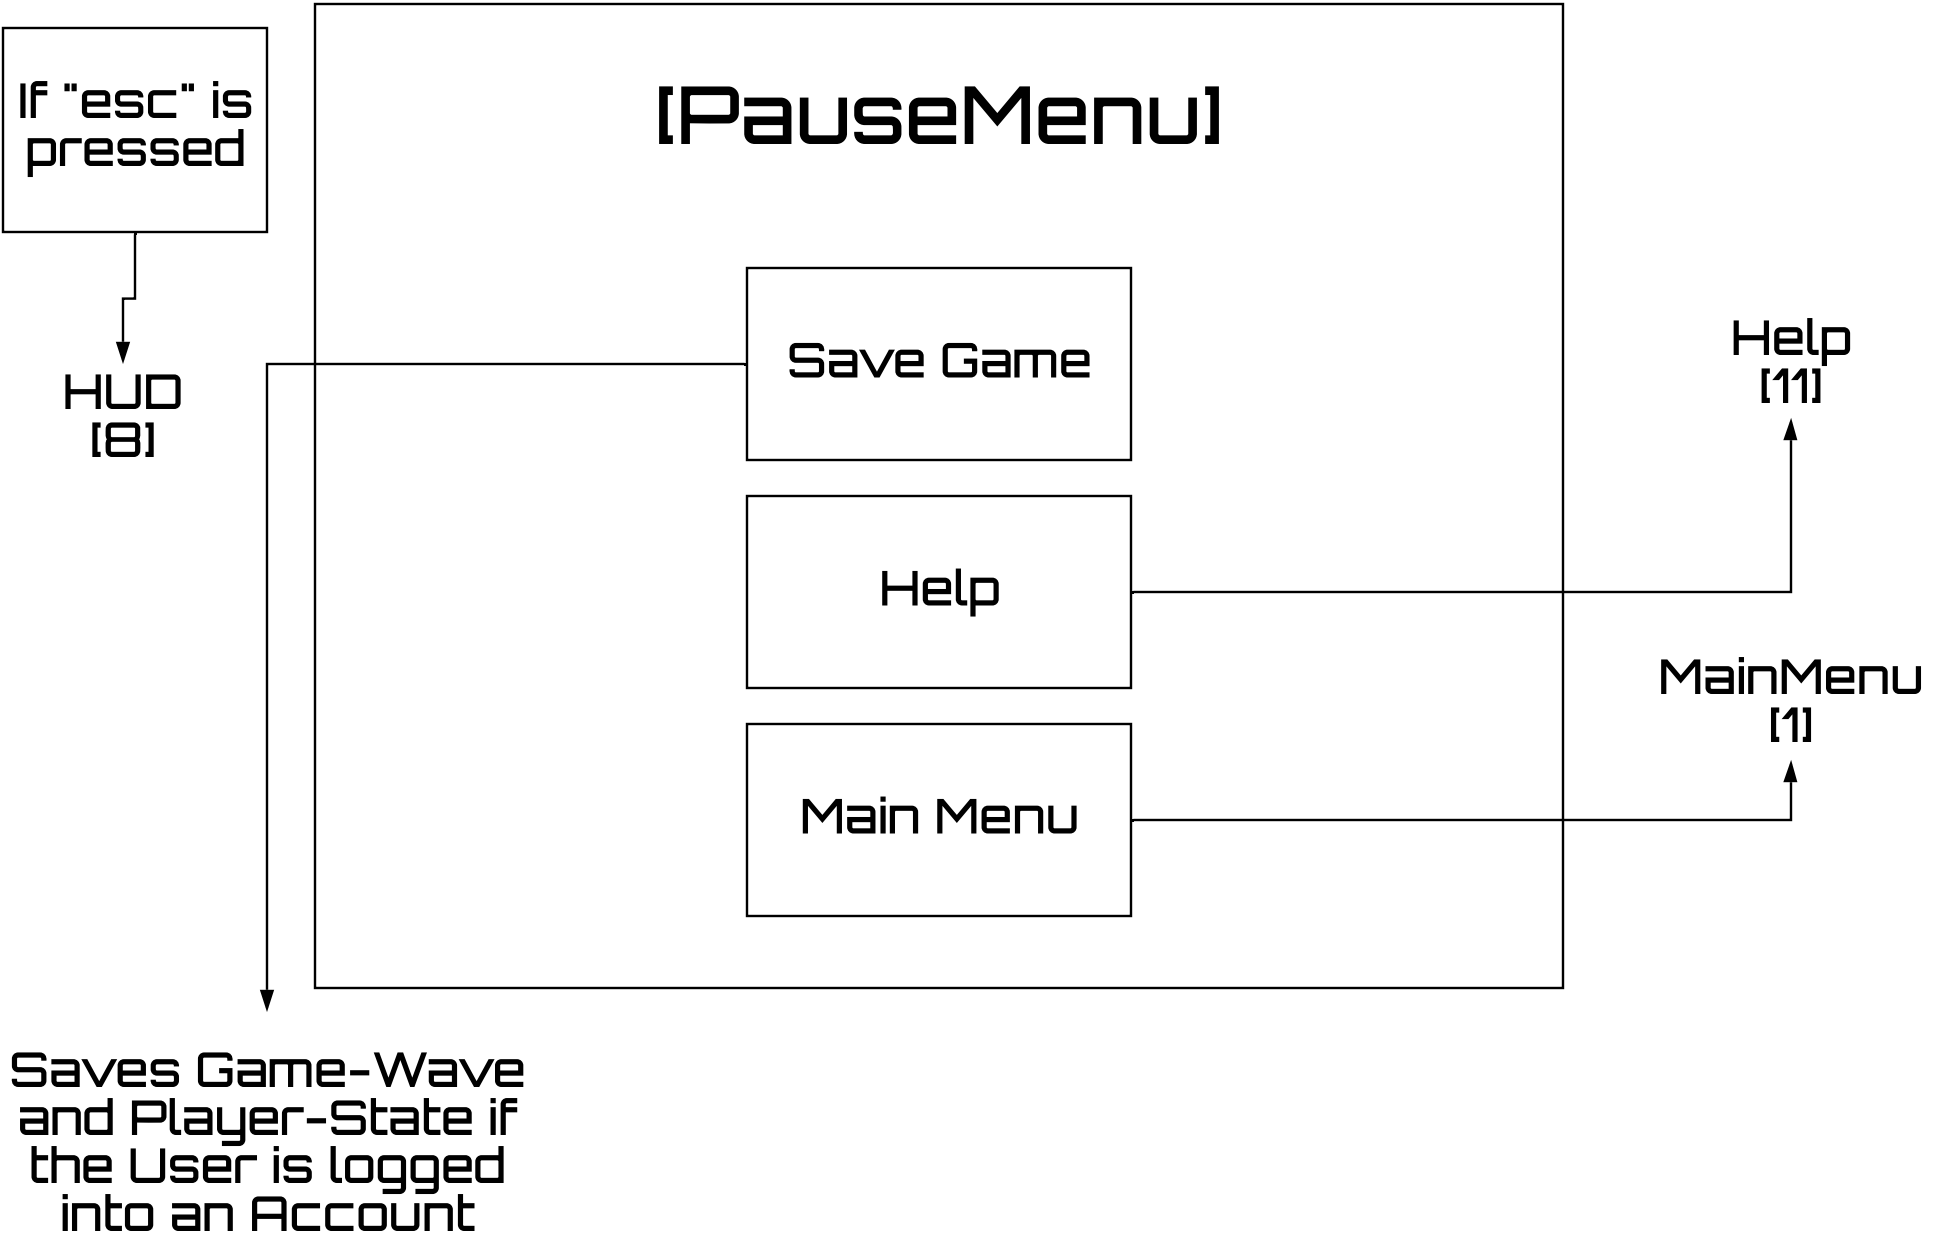 If "esc" is
pressed
HUD
[8]
[PauseMenu]
Save Game
Help
Main Menu
Help
[11]
MainMenu
[1]
Saves Game-Wave
and Player-State if
the User is logged
into an Account